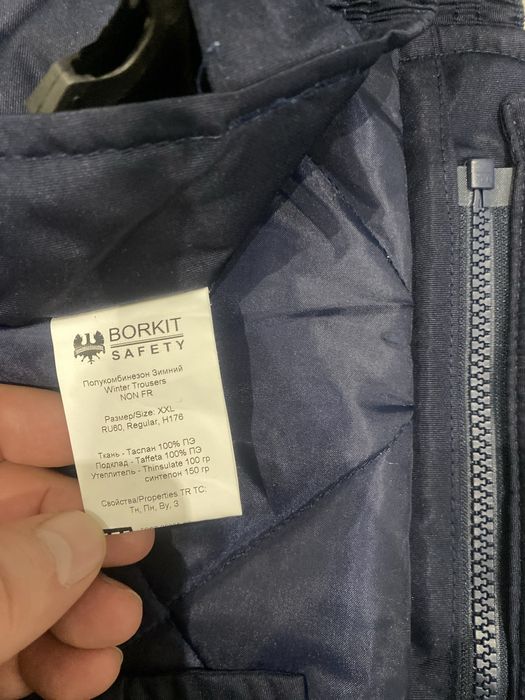 BORKIT
SAFETY
Полукомбинезон Зимний
Winter Trousers
NON FR
Размер/Size: XXL
RU60, Regular, H176
Ткань - Таслан 100% ПЭ
Подклад - Taffeta 100% ПЭ
Утеплитель - Thinsulate 100 гр
синтепон 150 гр
Свойства/Properties TR TC:
Тн, Пн, Ву, З